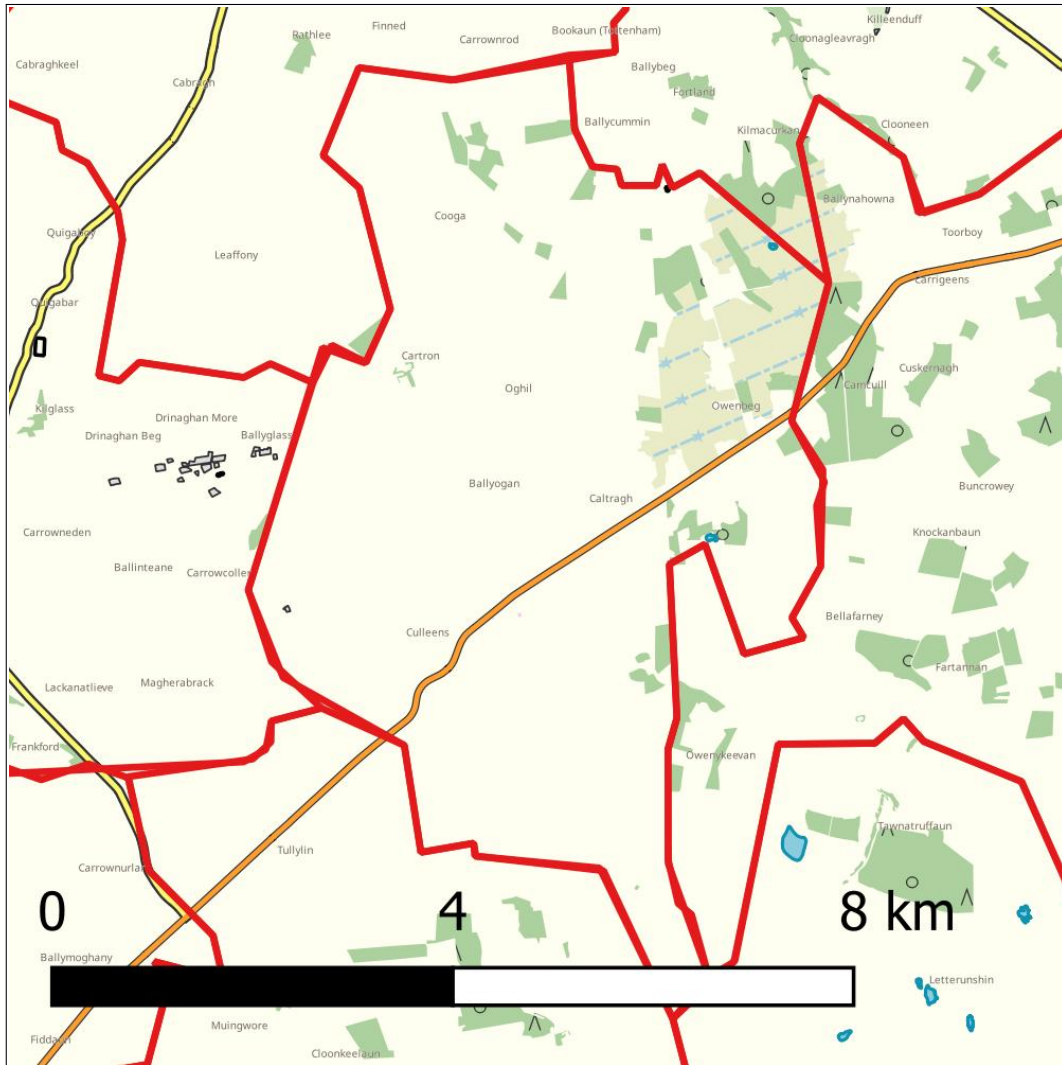 Finned
Bookaun (Tottenham)
Killeenduff
Rathlee
Carrownrod
Cloonagleavragh
Cabraghkeel
Ballybeg
Cabragh
Fortland
Ballycummin
Kilmacurkan
Clooneen
Ballynahowna
Cooga
Quigaboy
Toorboy
Leaffony
Carrigeens
Quigabar
Cartron
Cuskernagh
Camcuill
Oghil
Kilglass
Owenbeg
Drinaghan More
Drinaghan Beg
Ballyglass
Ballyogan
Buncrowey
Caltragh
Carrowneden
Knockanbaun
Ballinteane
Carrowcoller
Bellafarney
Culleens
Fartannan
Magherabrack
Lackanatlieve
Frankford
Owenykeevan
Tawnatruffaun
Tullylin
Carrownurlar
0 4 8 km
Ballymoghany
Letterunshin
Muingwore
Fiddaun
Cloonkeelaun